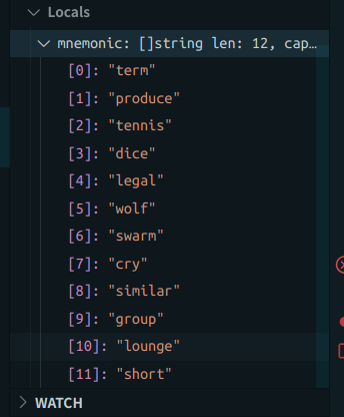 Locals
mnemonic: []string len: 12, cap…
[0]: "term"
[1]: "produce"
[2]: "tennis"
[3]: "dice"
[4]: "legal"
[5]: "wolf"
[6]: "swarm"
[7]: "cry"
[8]: "similar"
[9]: "group"
[10]: "lounge"
[11]: "short"
WATCH